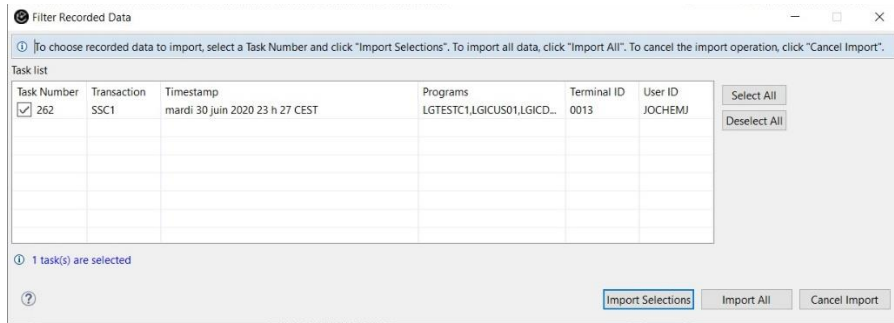 Filter Recorded Data
To choose recorded data to import, select a Task Number and click "Import Selections". To import all data, click "Import All". To cancel the import operation, click "Cancel Import".
Task list
Task Number Transaction Timestamp Programs Terminal ID User ID
262 SSC1 mardi 30 juin 2020 23 h 27 CEST LGTESTC1,LGICUS01,LGICD... 0013 JOCHEMJ
Select All
Deselect All
1 task(s) are selected
Import Selections Import All Cancel Import